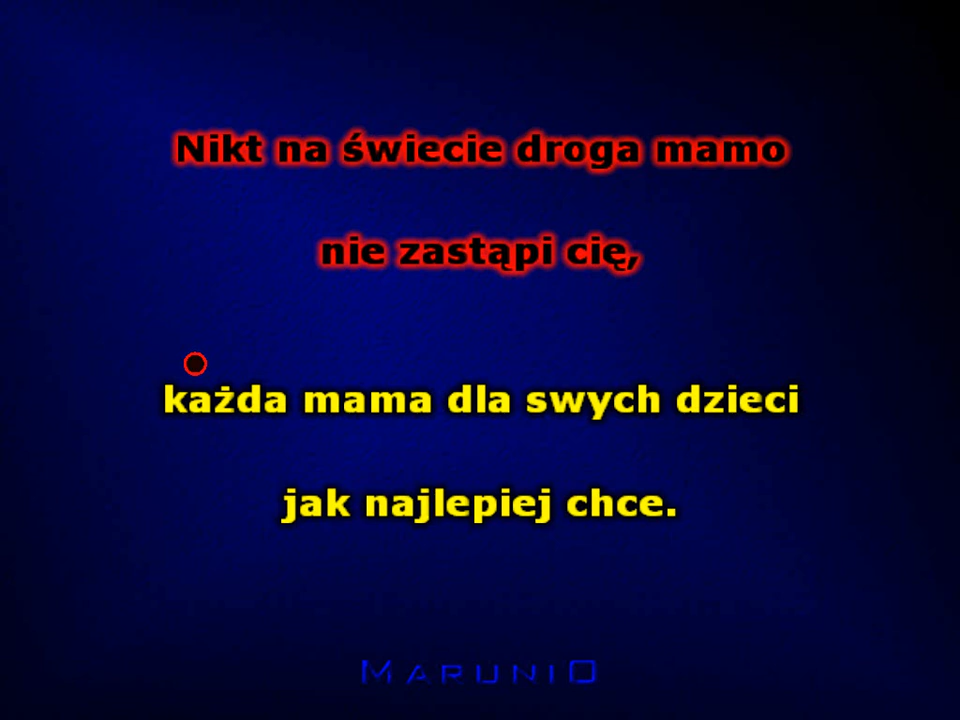 Nikt na świecie droga mamo
nie zastąpi cię,
każda mama dla swych dzieci
jak najlepiej chce.
MARUNIO